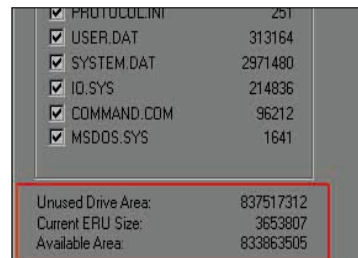 PROTOCOL.INI 251
USER.DAT 313164
SYSTEM.DAT 2971480
IO.SYS 214836
COMMAND.COM 96212
MSDOS.SYS 1641
Unused Drive Area: 837517312
Current ERU Size: 3653807
Available Area: 833863505